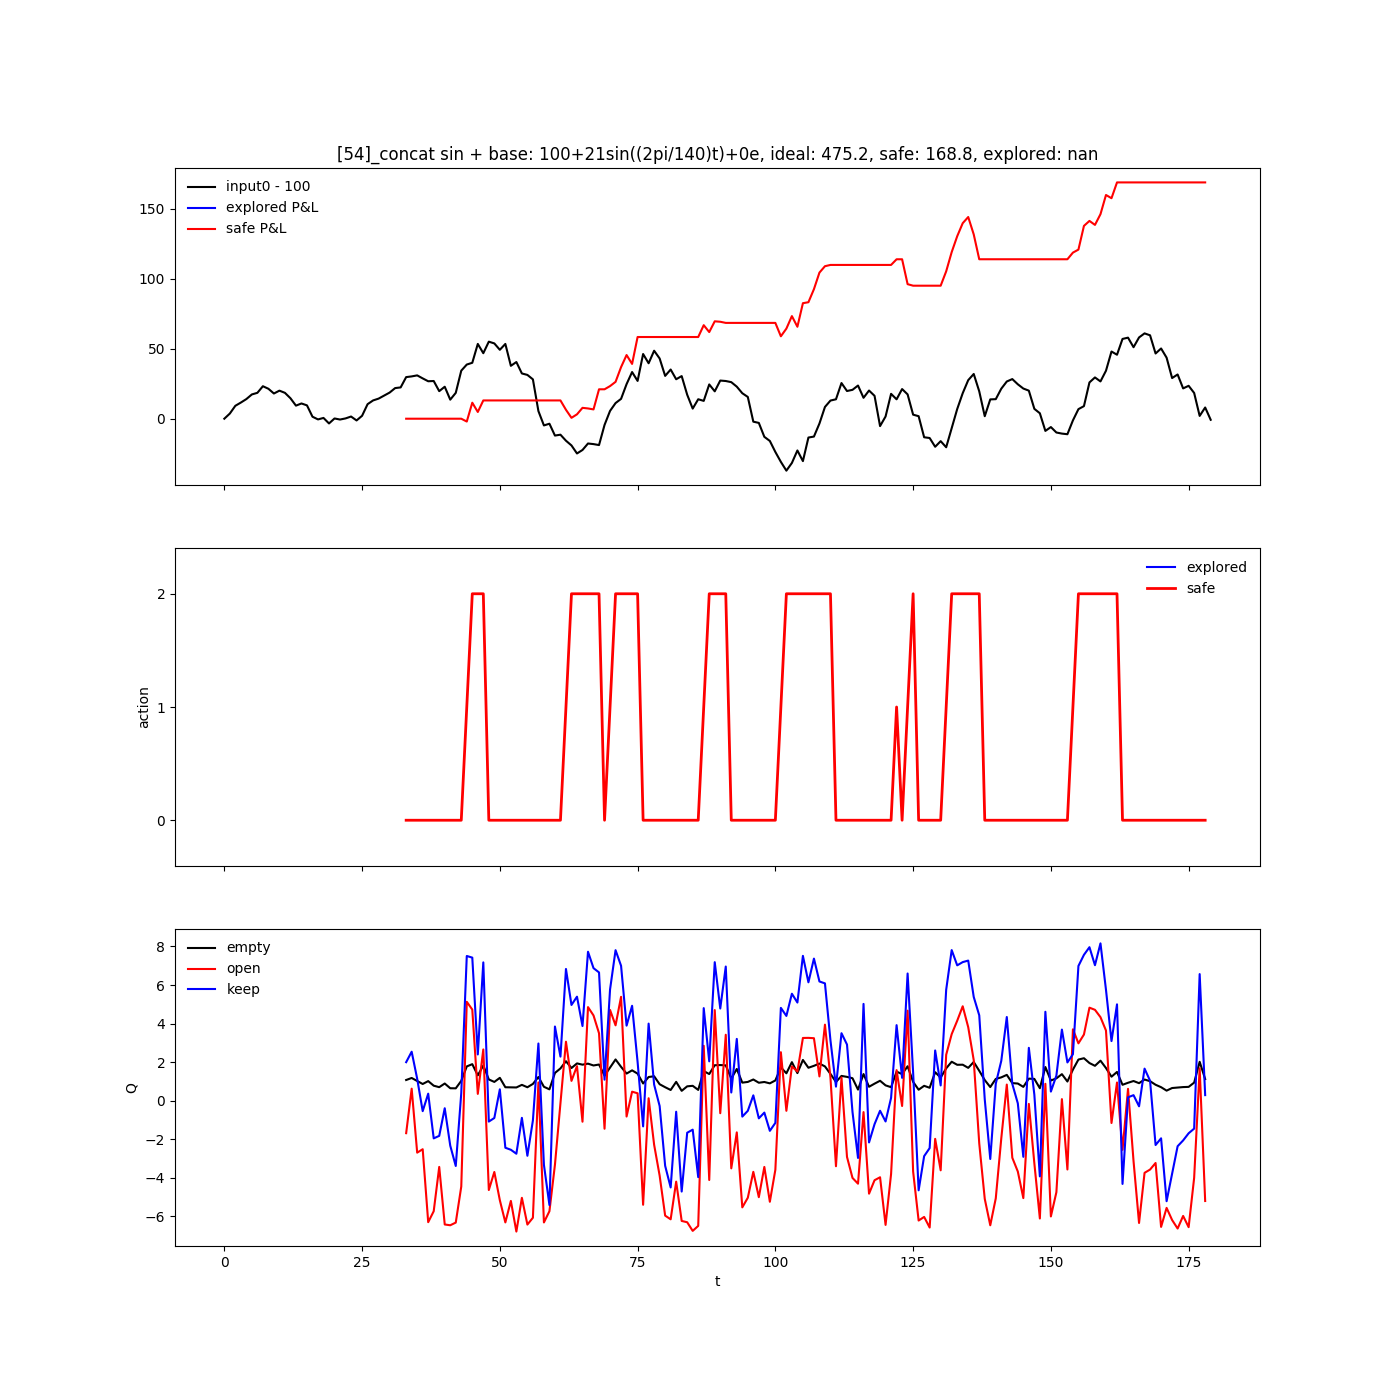 [54]_concat sin + base: 100+21sin((2pi/140)t)+0e, ideal: 475.2, safe: 168.8, explored: nan
input0 - 100
explored P&L
safe P&L
150
100
50
0
explored
safe
2
1
0
action
empty
open
keep
8
6
4
2
0
−2
−4
−6
Q
0 25 50 75 100 125 150 175
t